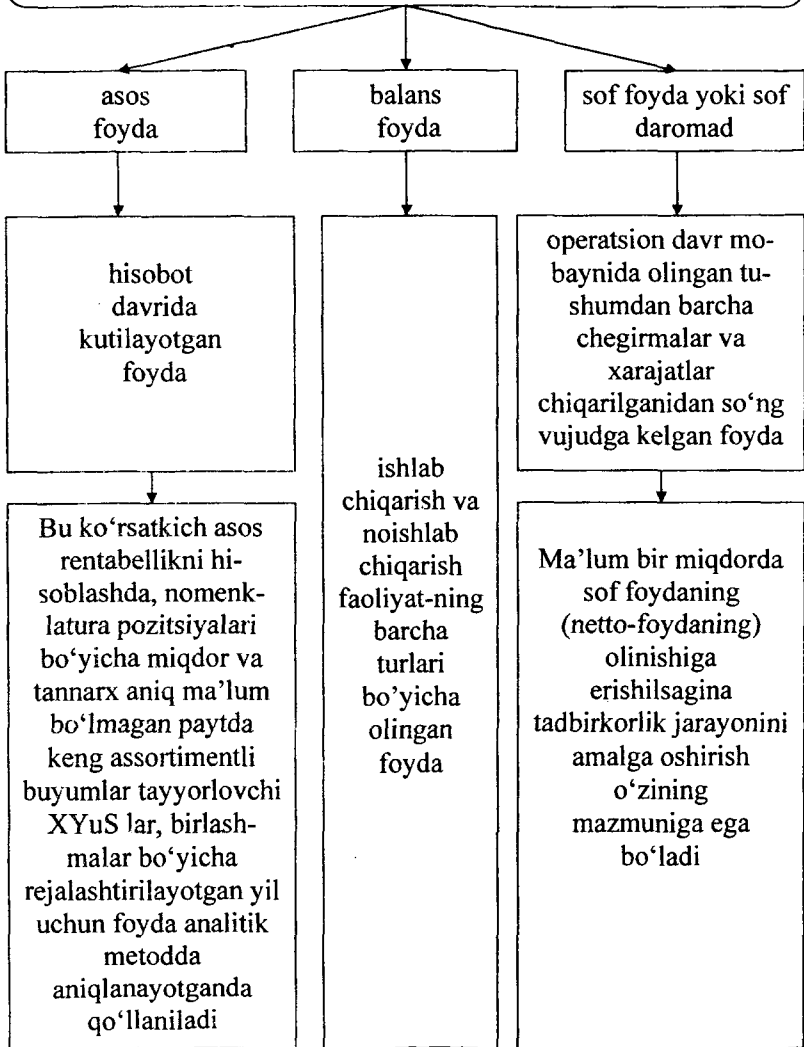 asos
foyda
balans
foyda
sof foyda yoki sof
daromad
hisobot
davrida
kutilayotgan
foyda
ishlab
chiqarish va
noishlab
chiqarish
faoliyat-ning
barcha
turlari
bo’yicha
olingan
foyda
operatsion davr mo-
baynida olingan tu-
shumdan barcha
chegirmalar va
xarajatlar
chiqarilganidan so‘ng
vujudga kelgan foyda
Bu ko‘rsatkich asos
rentabellikni hi-
soblashda, nomenk-
latura pozitsiyalari
bo‘yicha miqdor va
tannarx aniq ma’lum
bo‘lmagan paytda
keng assortimentli
buyumlar tayyorlovchi
XYuS lar, birlash-
malar bo‘yicha
rejalashtirilayotgan yil
uchun foyda analitik
metodda
aniqlanayotganda
qo‘llaniladi
Ma’lum bir miqdorda
sof foydaning
(netto-foydaning)
olinishiga
erishilsagina
tadbirkorlik jarayonini
amalga oshirish
o‘zining
mazmuniga ega
bo‘ladi